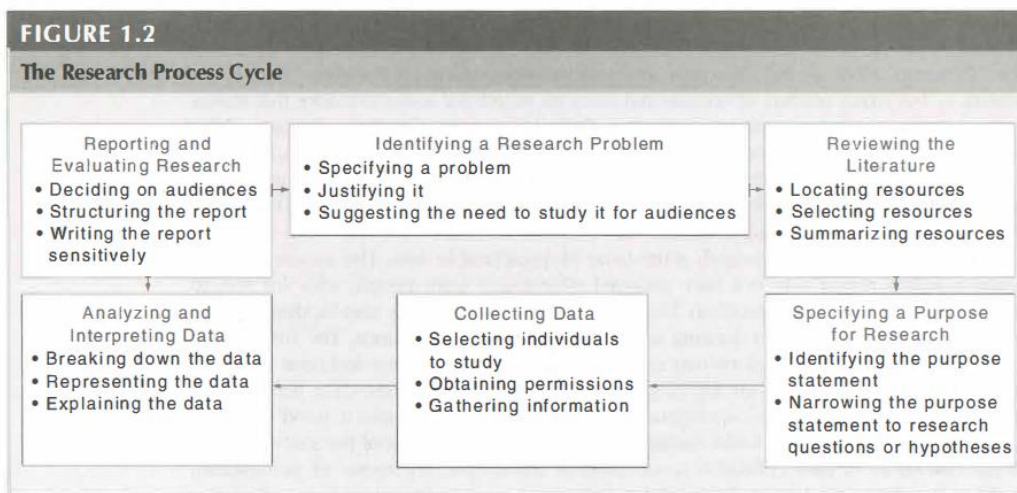 FIGURE 1.2
The Research Process Cycle
Reporting and
Evaluating Research
• Deciding on audiences
• Structuring the report
• Writing the report
sensitively
Identifying a Research Problem
• Specifying a problem
• Justifying it
• Suggesting the need to study it for audiences
Reviewing the
Literature
• Locating resources
• Selecting resources
• Summarizing resources
Analyzing and
Interpreting Data
• Breaking down the data
• Representing the data
• Explaining the data
Collecting Data
• Selecting individuals
to study
• Obtaining permissions
• Gathering information
Specifying a Purpose
for Research
• Identifying the purpose
statement
• Narrowing the purpose
statement to research
questions or hypotheses